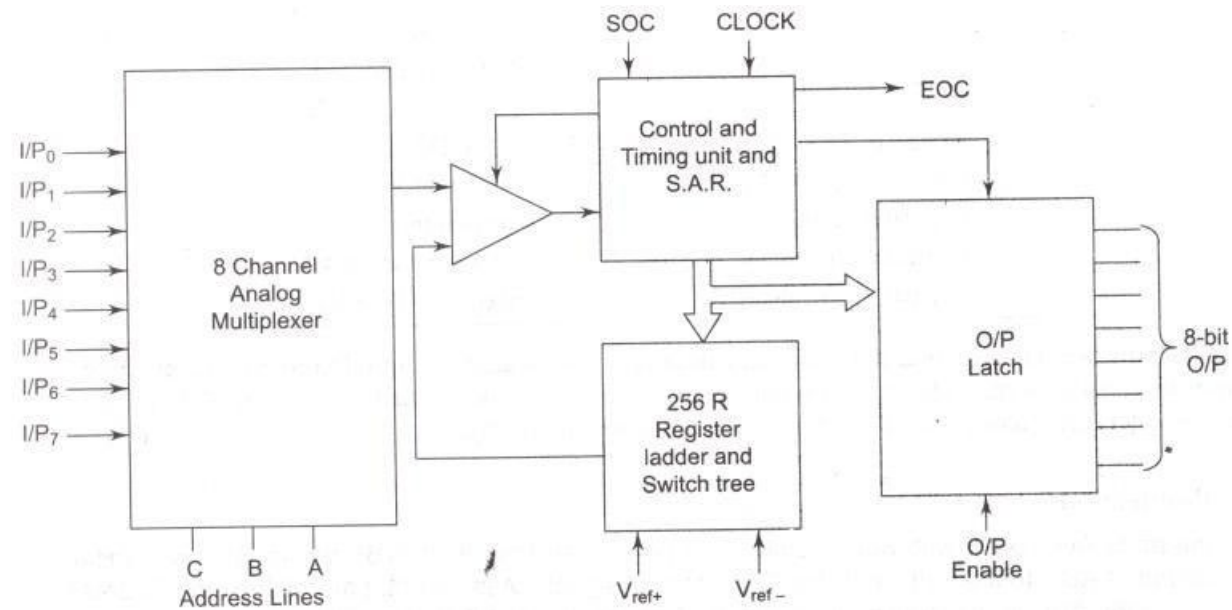 SOC
CLOCK
EOC
Control and
Timing unit and
S.A.R.
I/P0
I/P1
I/P2
I/P3
I/P4
I/P5
I/P6
I/P7
8 Channel
Analog
Multiplexer
O/P
Latch
8-bit
O/P
256 R
Register
ladder and
Switch tree
C
B
A
Address Lines
Vref+
Vref -
O/P
Enable